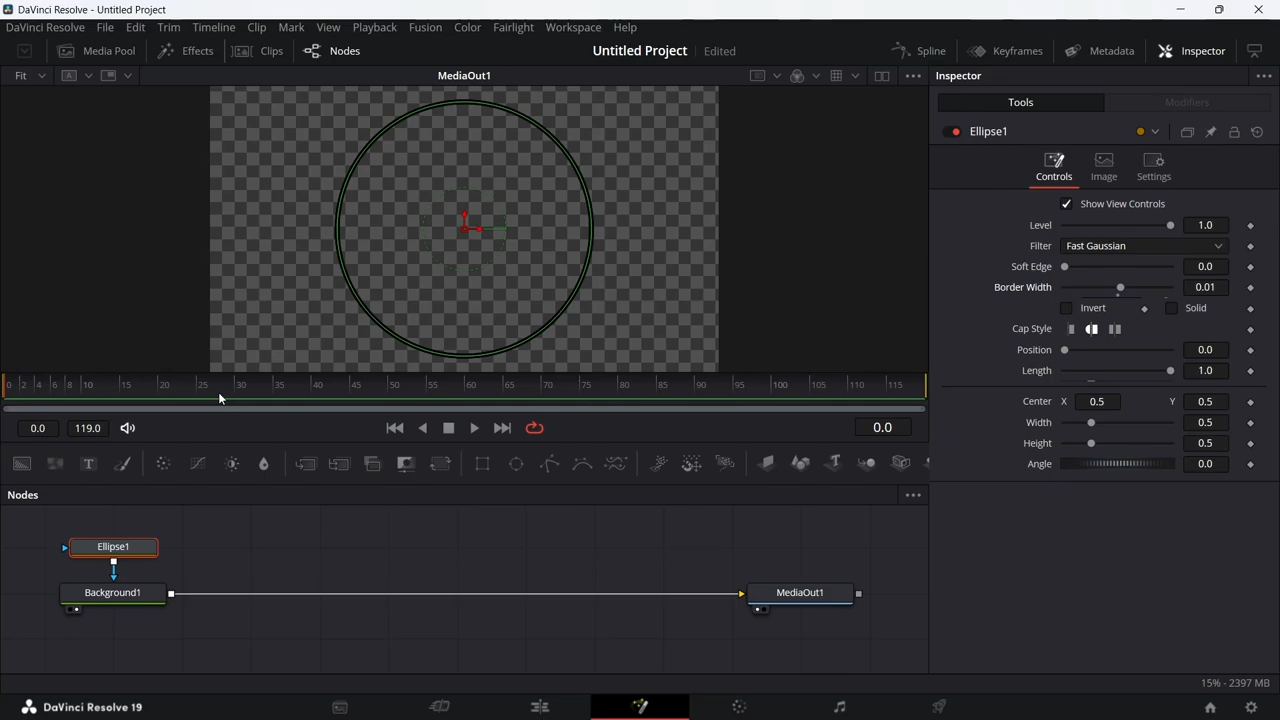 DaVinci Resolve - Untitled Project
DaVinci Resolve File Edit Trim Timeline Clip Mark View Playback Fusion Color Fairlight Workspace Help
Media Pool Effects Clips Nodes Untitled Project Edited Spline Keyframes Metadata Inspector
Fit MediaOut1 Inspector
Tools Modifiers
Ellipse1
Controls Image Settings
Show View Controls
Level 1.0
Filter Fast Gaussian
Soft Edge 0.0
Border Width 0.01
Invert Solid
Cap Style
Position 0.0
Length 1.0
0 2 4 6 8 10 15 20 25 30 35 40 45 50 55 60 65 70 75 80 85 90 95 100 105 110 115
Center X 0.5 Y 0.5
Width 0.5
0.0 119.0 0.0
Height 0.5
Angle 0.0
Nodes
Ellipse1
Background1 MediaOut1
15% - 2397 MB
DaVinci Resolve 19